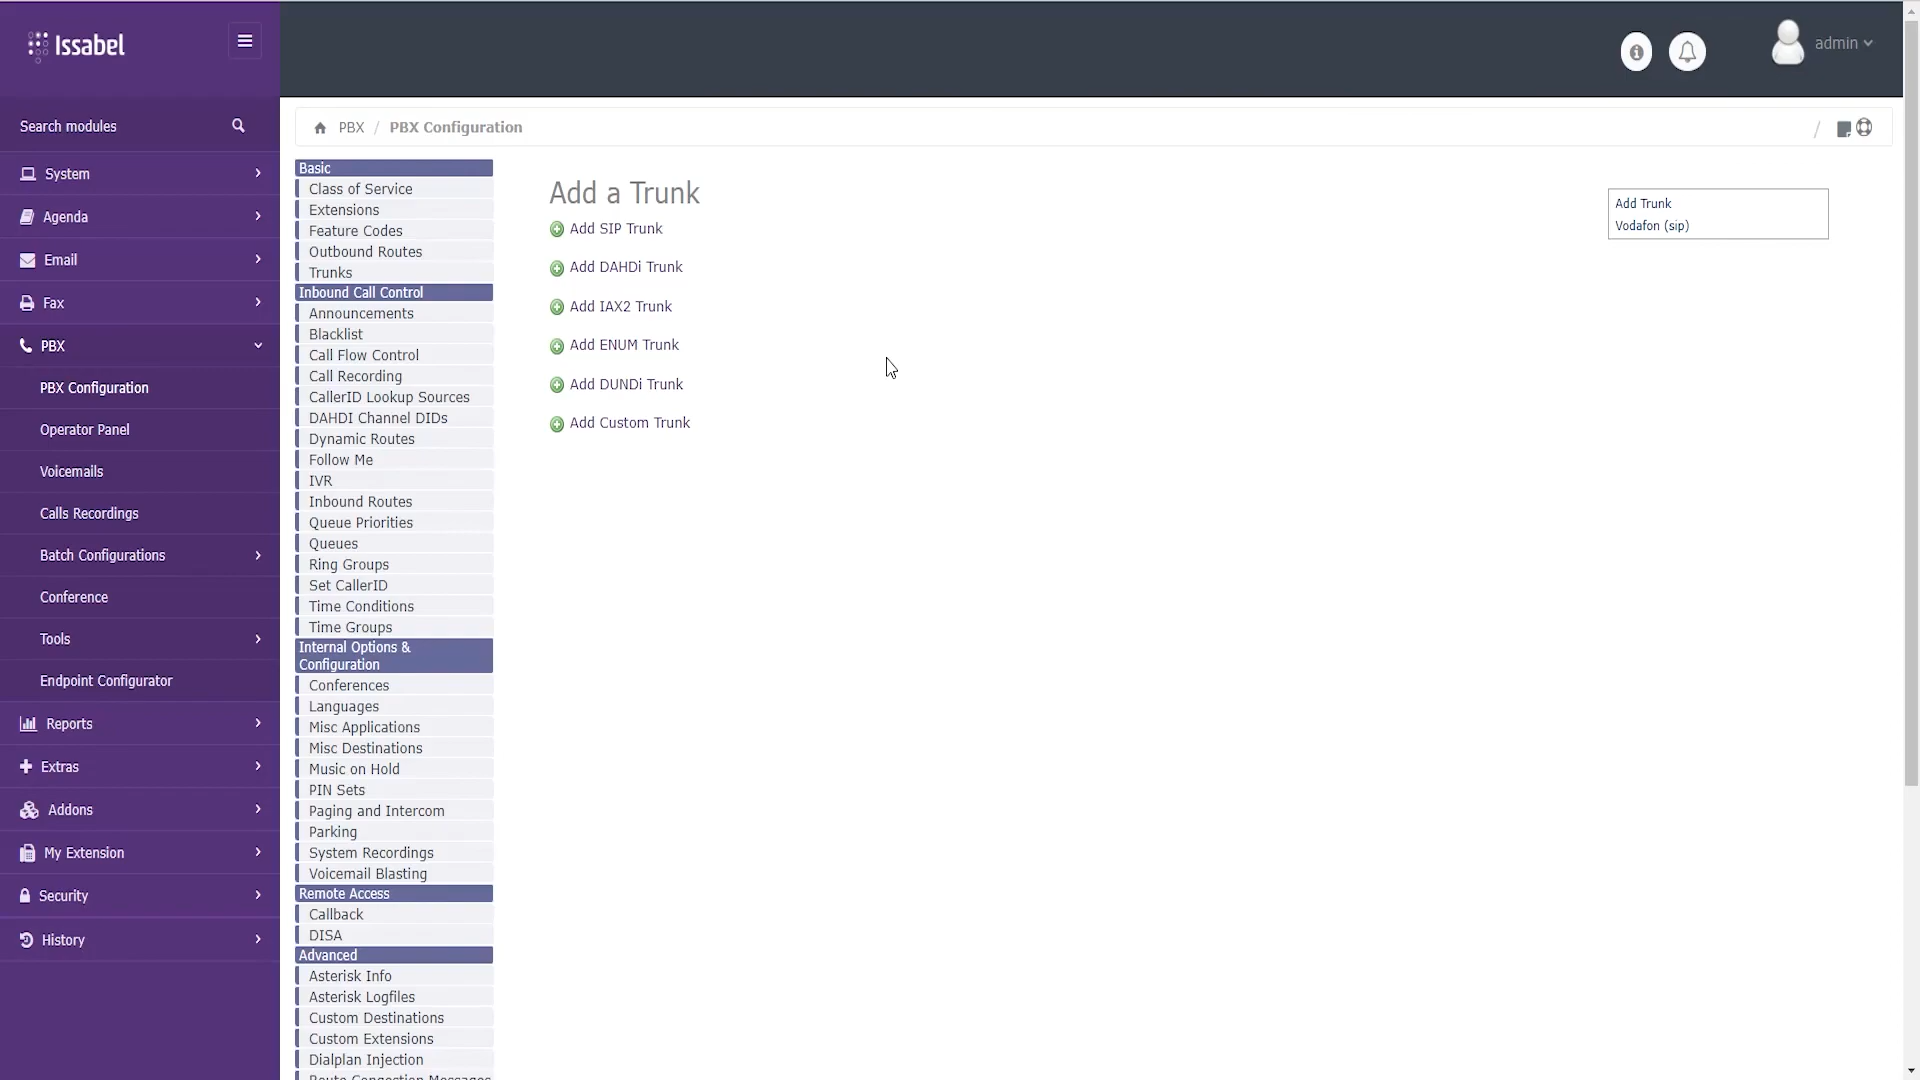 Issabel
admin
Search modules
System
Agenda
Email
Fax
PBX
PBX Configuration
Operator Panel
Voicemails
Calls Recordings
Batch Configurations
Conference
Tools
Endpoint Configurator
Reports
Extras
Addons
My Extension
Security
History
PBX / PBX Configuration
/
Basic
Class of Service
Extensions
Feature Codes
Outbound Routes
Trunks
Inbound Call Control
Announcements
Blacklist
Call Flow Control
Call Recording
CallerID Lookup Sources
DAHDI Channel DIDs
Dynamic Routes
Follow Me
IVR
Inbound Routes
Queue Priorities
Queues
Ring Groups
Set CallerID
Time Conditions
Time Groups
Internal Options &
Configuration
Conferences
Languages
Misc Applications
Misc Destinations
Music on Hold
PIN Sets
Paging and Intercom
Parking
System Recordings
Voicemail Blasting
Remote Access
Callback
DISA
Advanced
Asterisk Info
Asterisk Logfiles
Custom Destinations
Custom Extensions
Dialplan Injection
Route Congestion Messages
Add a Trunk
Add SIP Trunk
Add DAHDi Trunk
Add IAX2 Trunk
Add ENUM Trunk
Add DUNDi Trunk
Add Custom Trunk
Add Trunk
Vodafon (sip)